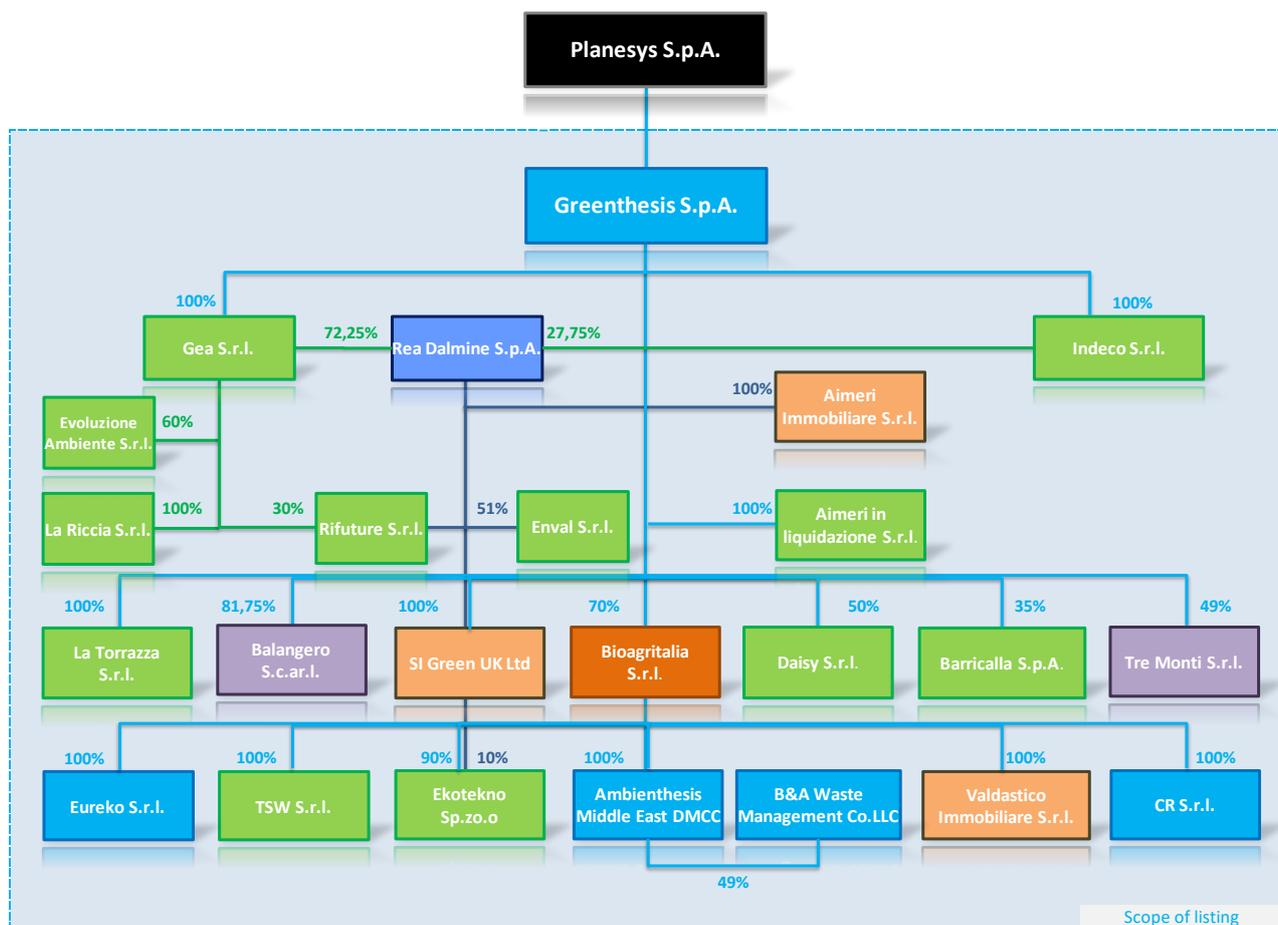 Planesys S.p.A.
Greenthesis S.p.A.
100%
100%
Gea S.r.l.
72,25%
Rea Dalmine S.p.A.
27,75%
Indeco S.r.l.
100%
Aimeri
Immobiliare S.r.l.
Evoluzione
Ambiente S.r.l.
60%
La Riccia S.r.l.
100%
30%
Rifuture S.r.l.
51%
Enval S.r.l.
100%
Aimeri in
liquidazione S.r.l.
100%
81,75%
100%
70%
50%
35%
49%
La Torrazza
S.r.l.
Balangero
S.c.ar.l.
SI Green UK Ltd
Bioagritalia
S.r.l.
Daisy S.r.l.
Barricalla S.p.A.
Tre Monti S.r.l.
100%
100%
90%
10%
100%
100%
100%
Eureko S.r.l.
TSW S.r.l.
Ekotekno
Sp.zo.o
Ambienthesis
Middle East DMCC
B&A Waste
Management Co.LLC
Valdastico
Immobiliare S.r.l.
CR S.r.l.
49%
Scope of listing